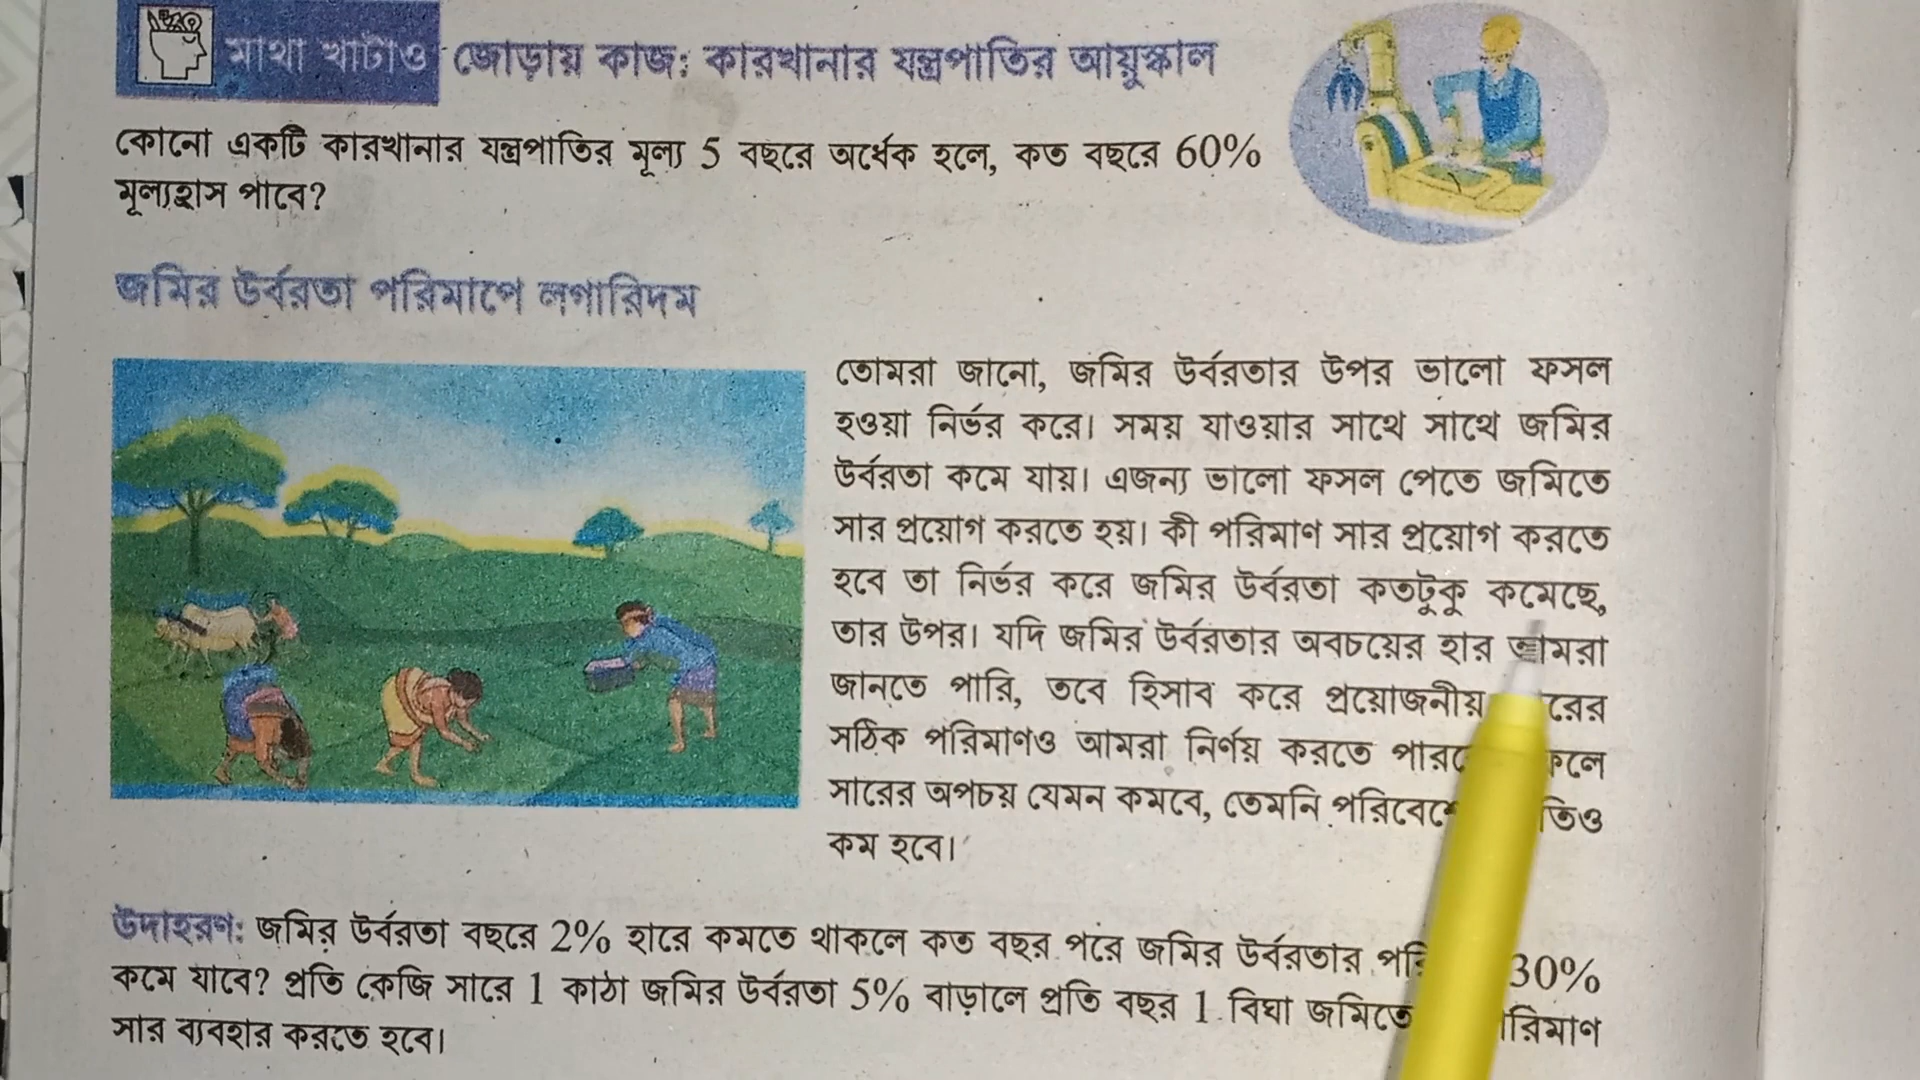 মাথা খাটাও জোড়ায় কাজ: কারখানার যন্ত্রপাতির আয়ুষ্কাল
কোনো একটি কারখানার যন্ত্রপাতির মূল্য 5 বছরে অর্ধেক হলে, কত বছরে 60%
মূল্যহ্রাস পাবে?
জমির উর্বরতা পরিমাপে লগারিদম
তোমরা জানো, জমির উর্বরতার উপর ভালো ফসল
হওয়া নির্ভর করে। সময় যাওয়ার সাথে সাথে জমির
উর্বরতা কমে যায়। এজন্য ভালো ফসল পেতে জমিতে
সার প্রয়োগ করতে হয়। কী পরিমাণ সার প্রয়োগ করতে
হবে তা নির্ভর করে জমির উর্বরতা কতটুকু কমেছে,
তার উপর। যদি জমির উর্বরতার অবচয়ের হার আমরা
জানতে পারি, তবে হিসাব করে প্রয়োজনীয়
সঠিক পরিমাণও আমরা নির্ণয় করতে
সারের অপচয় যেমন কমবে, তেমনি
কম হবে।
উদাহরণ: জমির উর্বরতা বছরে 2% হারে কমতে থাকলে কত বছর পরে জমির উর্বরতার 30%
কমে যাবে? প্রতি কেজি সারে 1 কাঠা জমির উর্বরতা 5% বাড়ালে প্রতি বছর 1 বিঘা জমিতে
সার ব্যবহার করতে হবে।